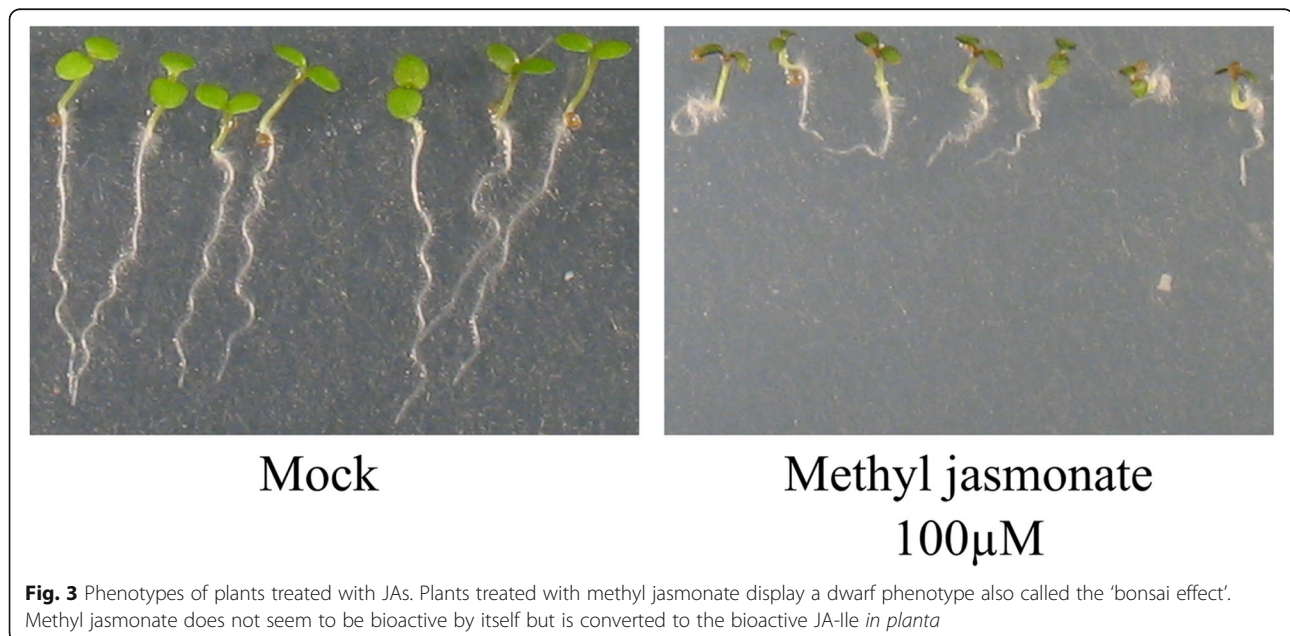 Mock
Methyl jasmonate
100µM
Fig. 3 Phenotypes of plants treated with JAs. Plants treated with methyl jasmonate display a dwarf phenotype also called the ‘bonsai effect’.
Methyl jasmonate does not seem to be bioactive by itself but is converted to the bioactive JA-Ile in planta